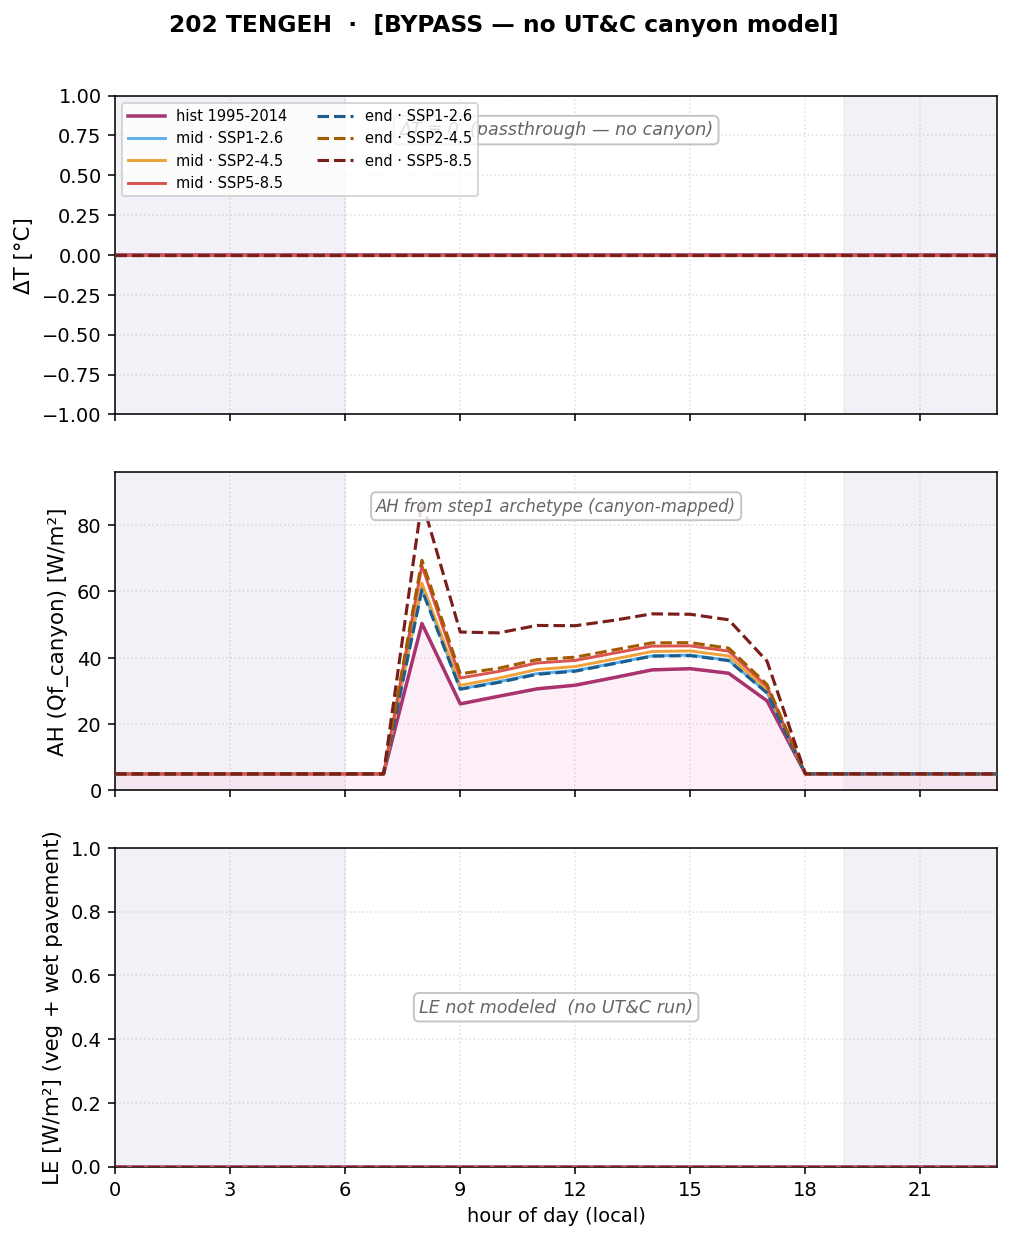 202 TENGEH · [BYPASS — no UT&C canyon model]
1.00
0.75
0.50
0.25
0.00
−0.25
−0.50
−0.75
−1.00
ΔT [°C]
hist 1995-2014
mid · SSP1-2.6
mid · SSP2-4.5
mid · SSP5-8.5
end · SSP1-2.6
end · SSP2-4.5
end · SSP5-8.5
(passthrough — no canyon)
AH (Qf_canyon) [W/m²]
80
60
40
20
0
AH from step1 archetype (canyon-mapped)
LE [W/m²] (veg + wet pavement)
1.0
0.8
0.6
0.4
0.2
0.0
LE not modeled (no UT&C run)
0 3 6 9 12 15 18 21
hour of day (local)